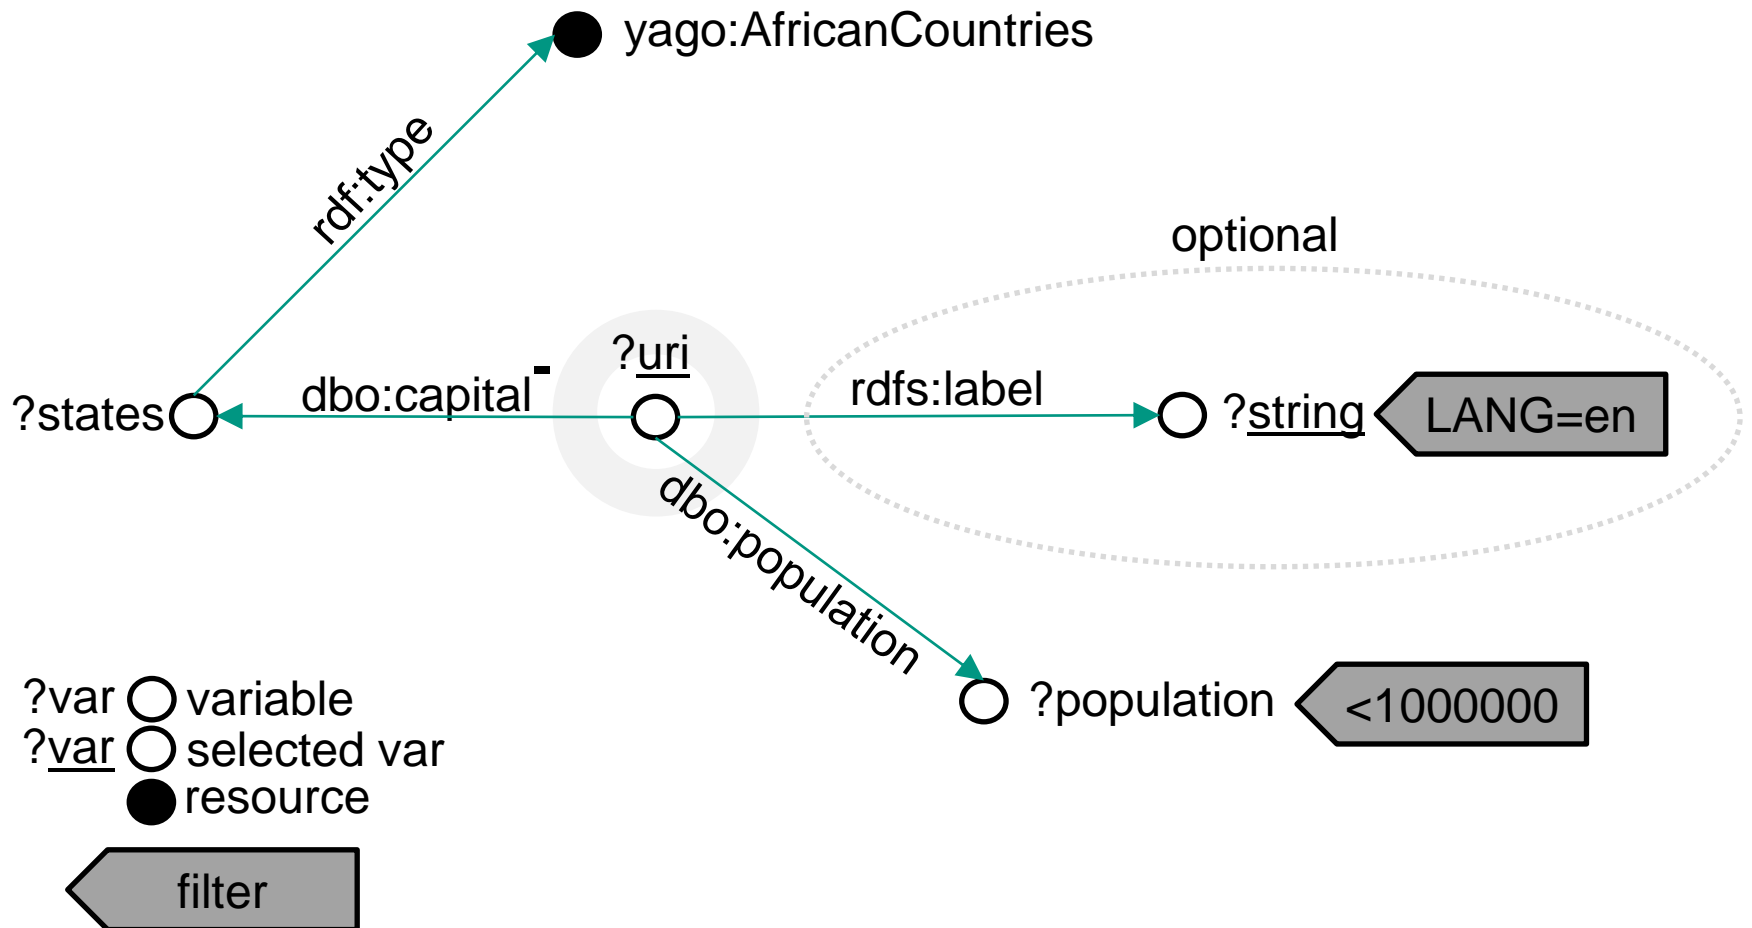 yago:AfricanCountries
rdf:type
optional
?uri
?states
dbo:capital-
rdfs:label
?string
LANG=en
dbo:population
?population
<1000000
?var variable
?var selected var
resource
filter